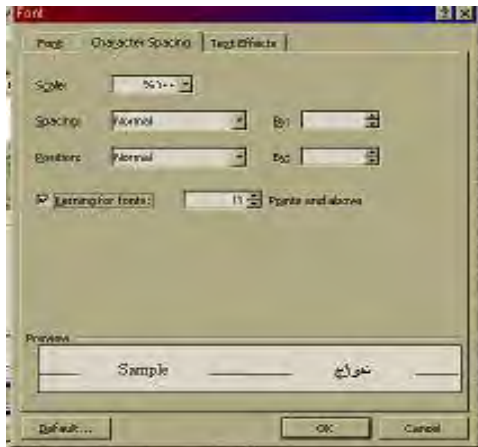 Font
Font Character Spacing Text Effects
Scale: %١٠٠
Spacing: Normal By:
Position: Normal By:
Kerning for fonts: Points and above
Preview
Sample نموذج
Default... OK Cancel